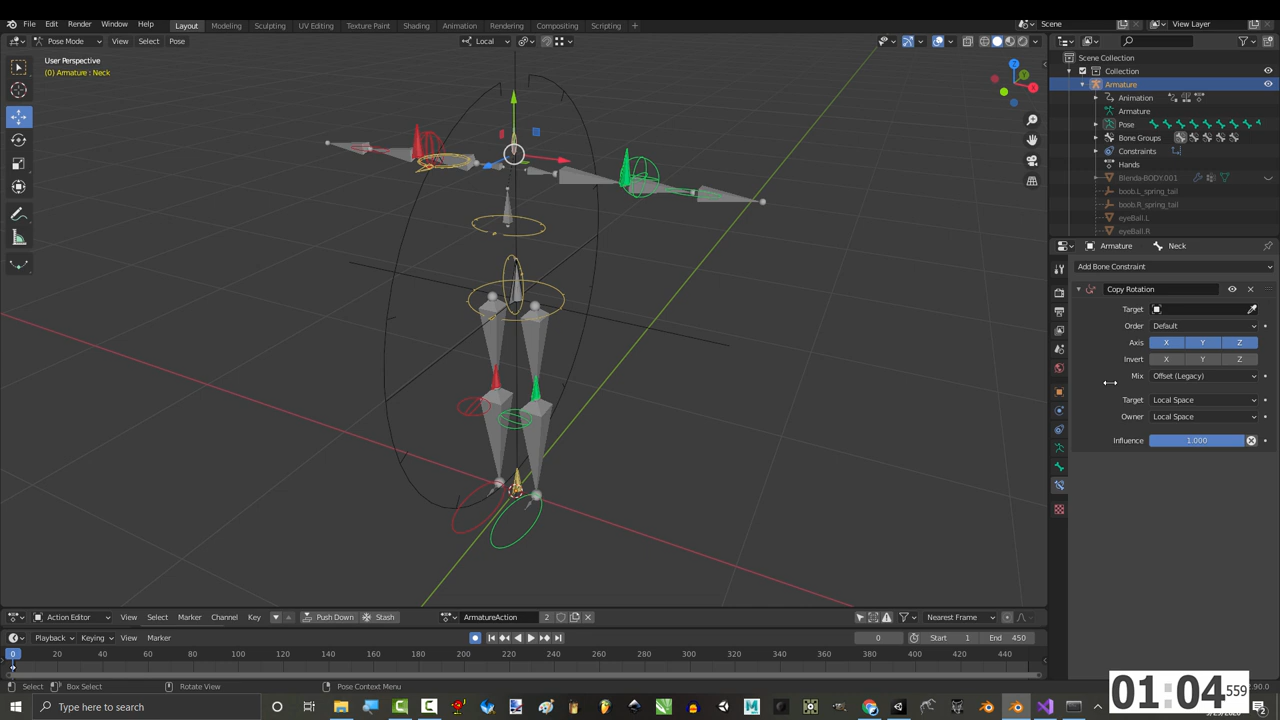 File Edit Render Window Help Layout Modeling Sculpting UV Editing Texture Paint Shading Animation Rendering Compositing Scripting + Scene View Layer
Pose Mode View Select Pose Local
User Perspective
(0) Armature : Neck
Z
Y
X
Scene Collection
Collection
Armature
Animation
Armature
Pose
Bone Groups
Constraints
Hands
Blenda-BODY.001
boob.L_spring_tail
boob.R_spring_tail
eyeBall.L
eyeBall.R
Armature Neck
Add Bone Constraint
Copy Rotation
Target
Order Default
Axis X Y Z
Invert X Y Z
Mix Offset (Legacy)
Target Local Space
Owner Local Space
Influence 1.000
Action Editor View Select Marker Channel Key Push Down Stash ArmatureAction 2 Nearest Frame
Playback Keying View Marker 0 Start 1 End 450
0 20 40 60 80 100 120 140 160 180 200 220 240 260 280 300 320 340 360 380 400 420 440
Select Box Select Rotate View Pose Context Menu 2.90.0
Type here to search
01:04 559